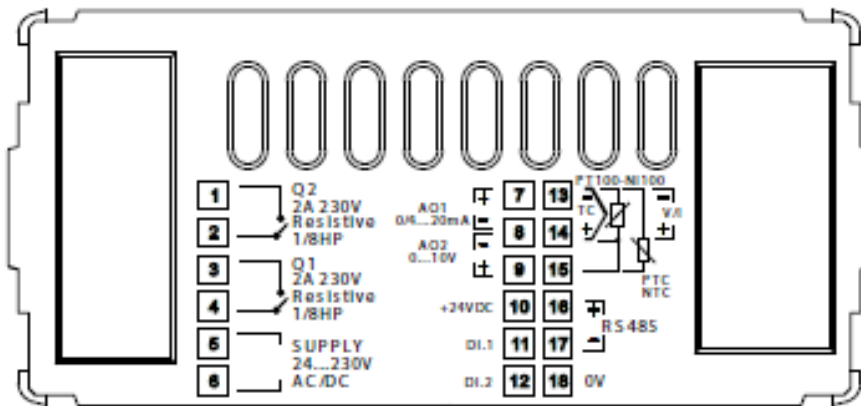 1
Q2
2A 230V
2
Resistive
1/8HP
3
Q1
2A 230V
4
Resistive
1/8HP
5
SUPPLY
24...230V
6
AC/DC
AO1
0/4...20mA
+
-
7
8
AO2
0...10V
-
+
9
+24VDC
10
DI.1
11
DI.2
12
PT100-NI100
13
-
TC
+
14
-
V/I
+
15
PTC
NTC
16
+
RS485
17
-
18
0V